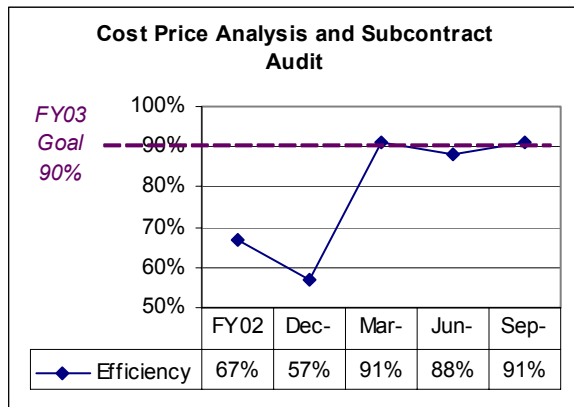 Cost Price Analysis and Subcontract
Audit
FY03
Goal
90%
100%
90%
80%
70%
60%
50%
FY02 Dec- Mar- Jun- Sep-
Efficiency 67% 57% 91% 88% 91%